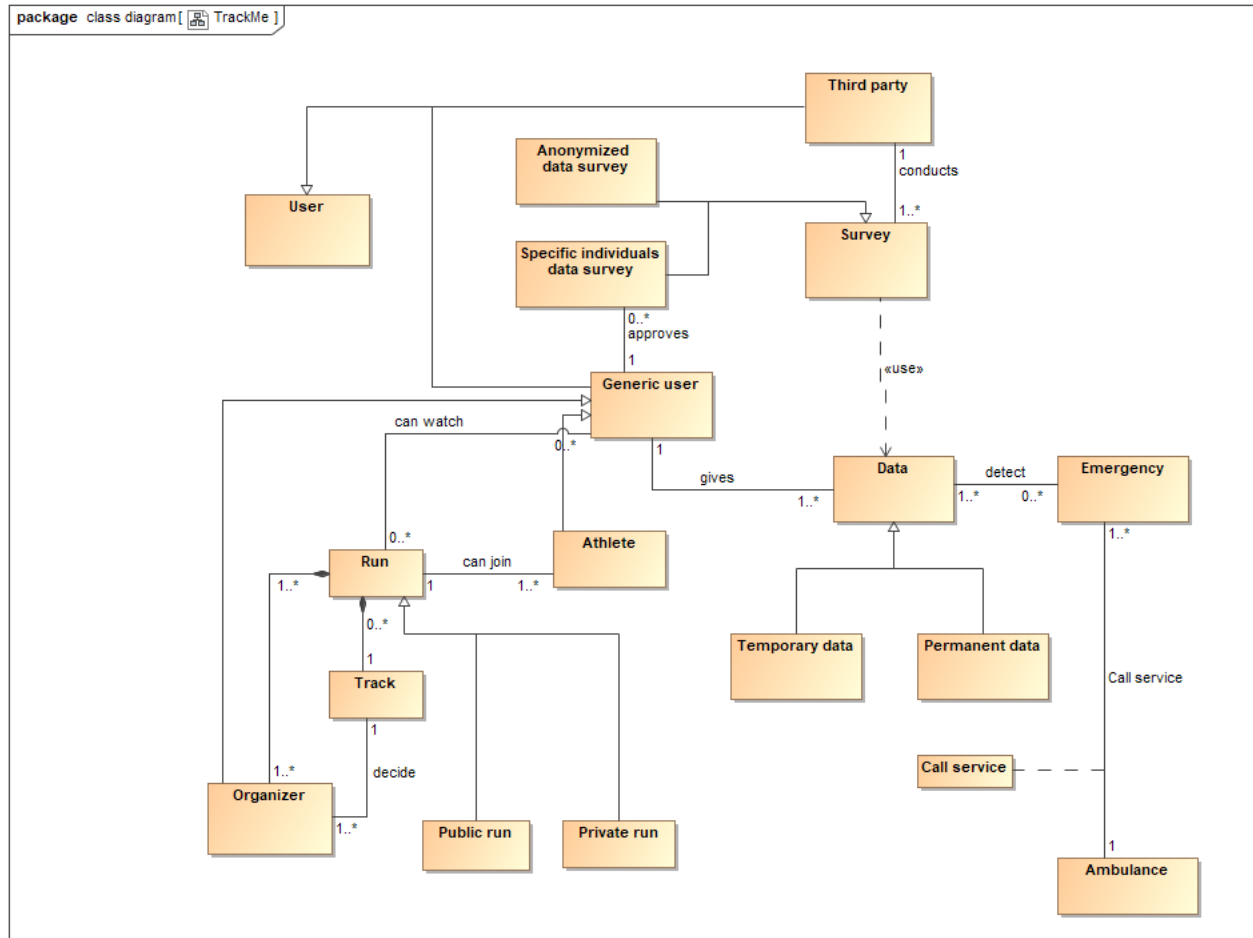 package class diagram [ TrackMe ]
Third party
1
conducts
1..*
Anonymized
data survey
User
Survey
Specific individuals
data survey
0..*
approves
1
«use»
Generic user
can watch
0..*
1
gives
1..*
Data
detect
1..*
0..*
Emergency
1..*
0..*
Run
can join
1
1..*
Athlete
1..*
0..*
1
Track
1
Temporary data
Permanent data
Call service
Call service
decide
1..*
Organizer
1..*
Public run
Private run
1
Ambulance